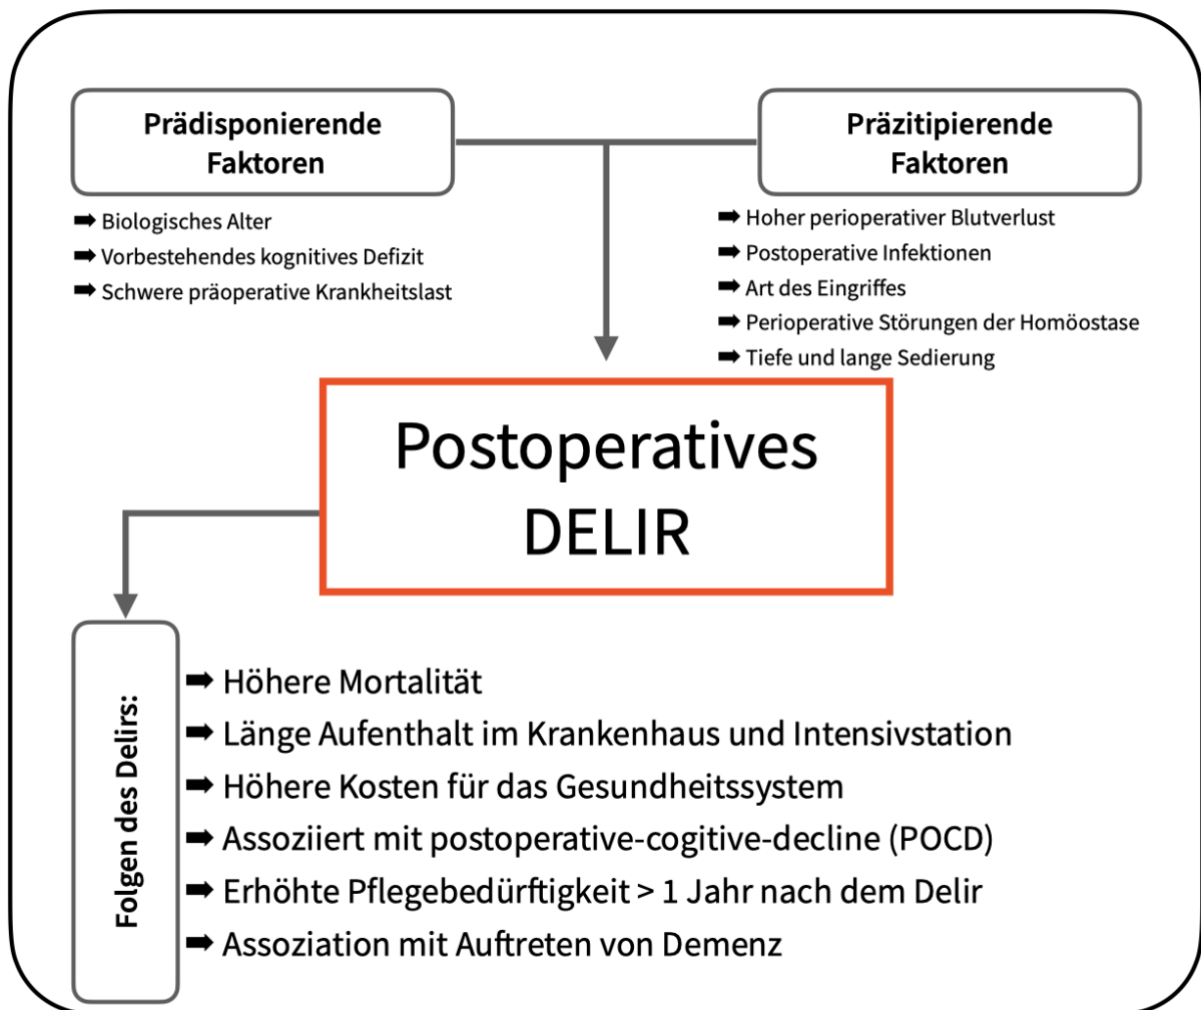 Prädisponierende
Faktoren
➡ Biologisches Alter
➡ Vorbestehendes kognitives Defizit
➡ Schwere präoperative Krankheitslast
Präzitipierende
Faktoren
➡ Hoher perioperativer Blutverlust
➡ Postoperative Infektionen
➡ Art des Eingriffes
➡ Perioperative Störungen der Homöostase
➡ Tiefe und lange Sedierung
Postoperatives
DELIR
Folgen des Delirs:
➡ Höhere Mortalität
➡ Länge Aufenthalt im Krankenhaus und Intensivstation
➡ Höhere Kosten für das Gesundheitssystem
➡ Assoziiert mit postoperative-cogitive-decline (POCD)
➡ Erhöhte Pflegebedürftigkeit > 1 Jahr nach dem Delir
➡ Assoziation mit Auftreten von Demenz